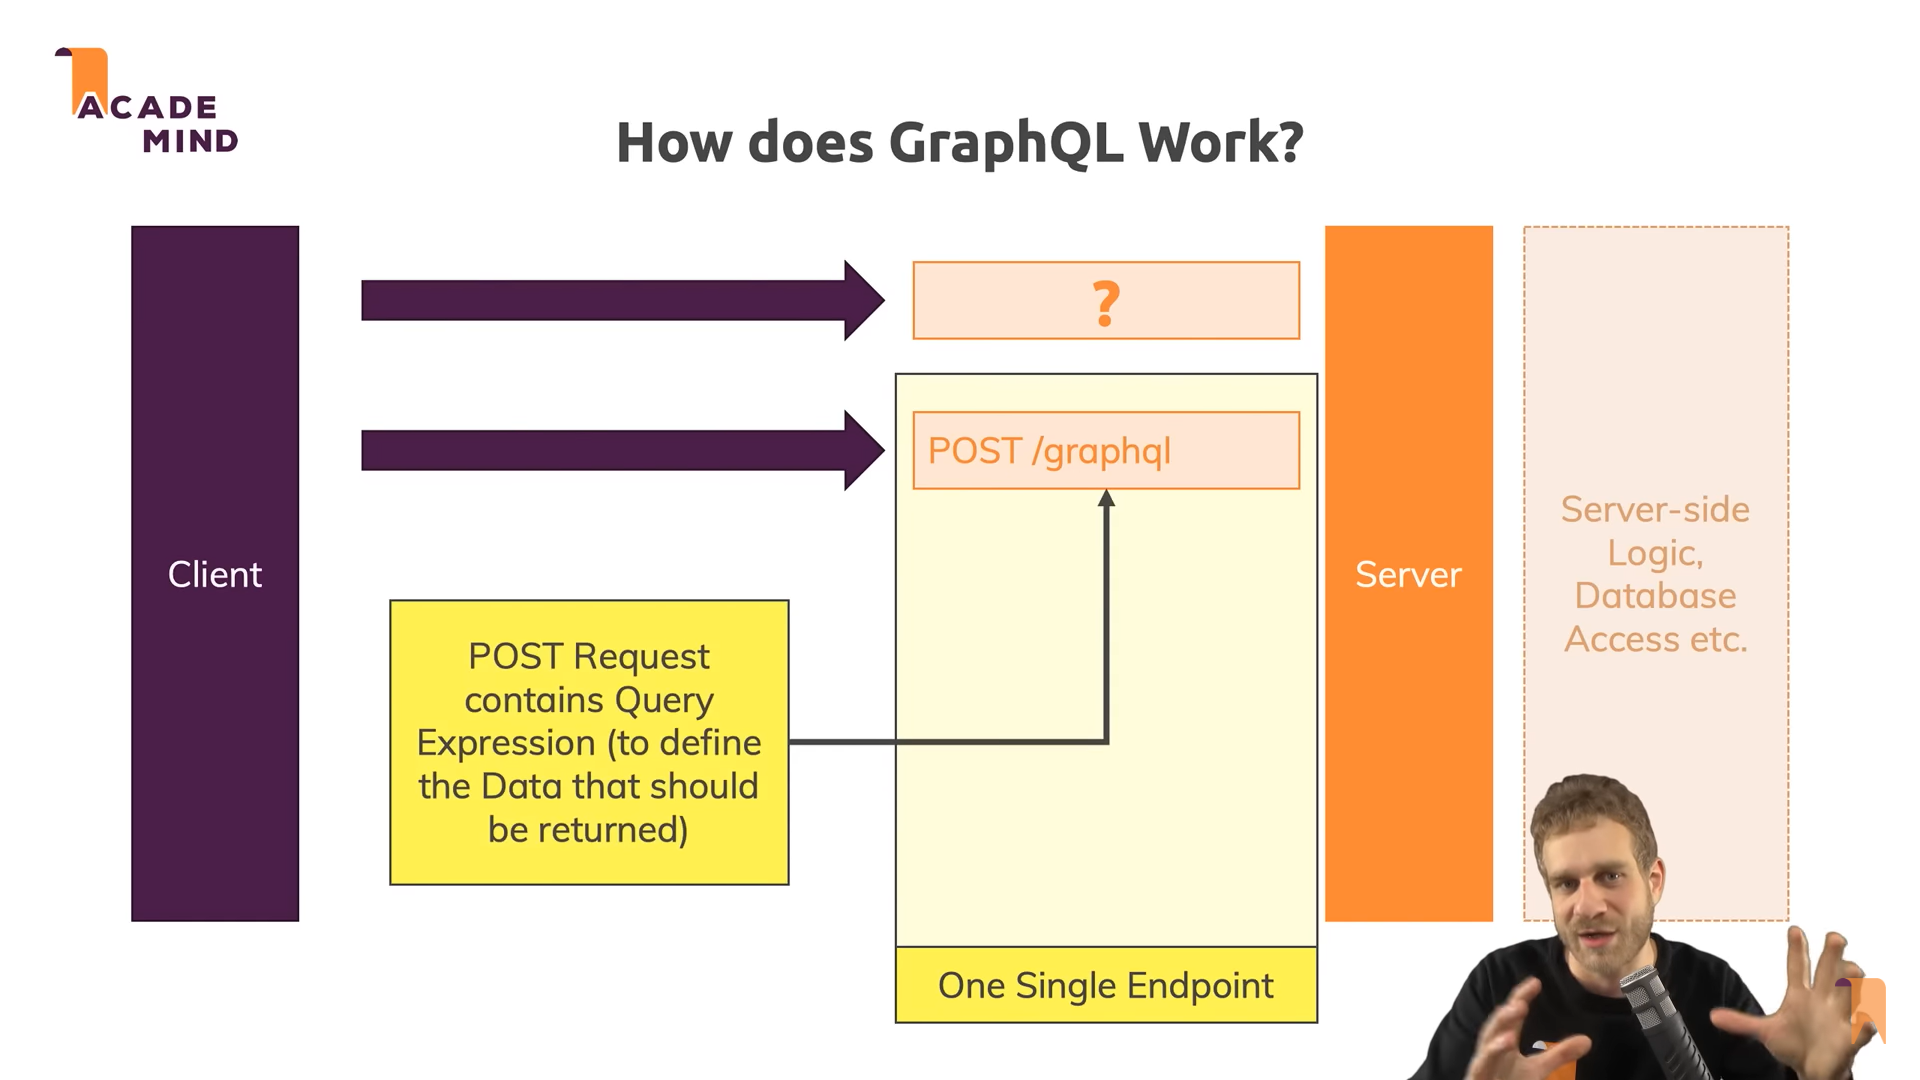 ACADE
MIND
How does GraphQL Work?
Client
?
POST /graphql
POST Request
contains Query
Expression (to define
the Data that should
be returned)
One Single Endpoint
Server
Server-side
Logic,
Database
Access etc.